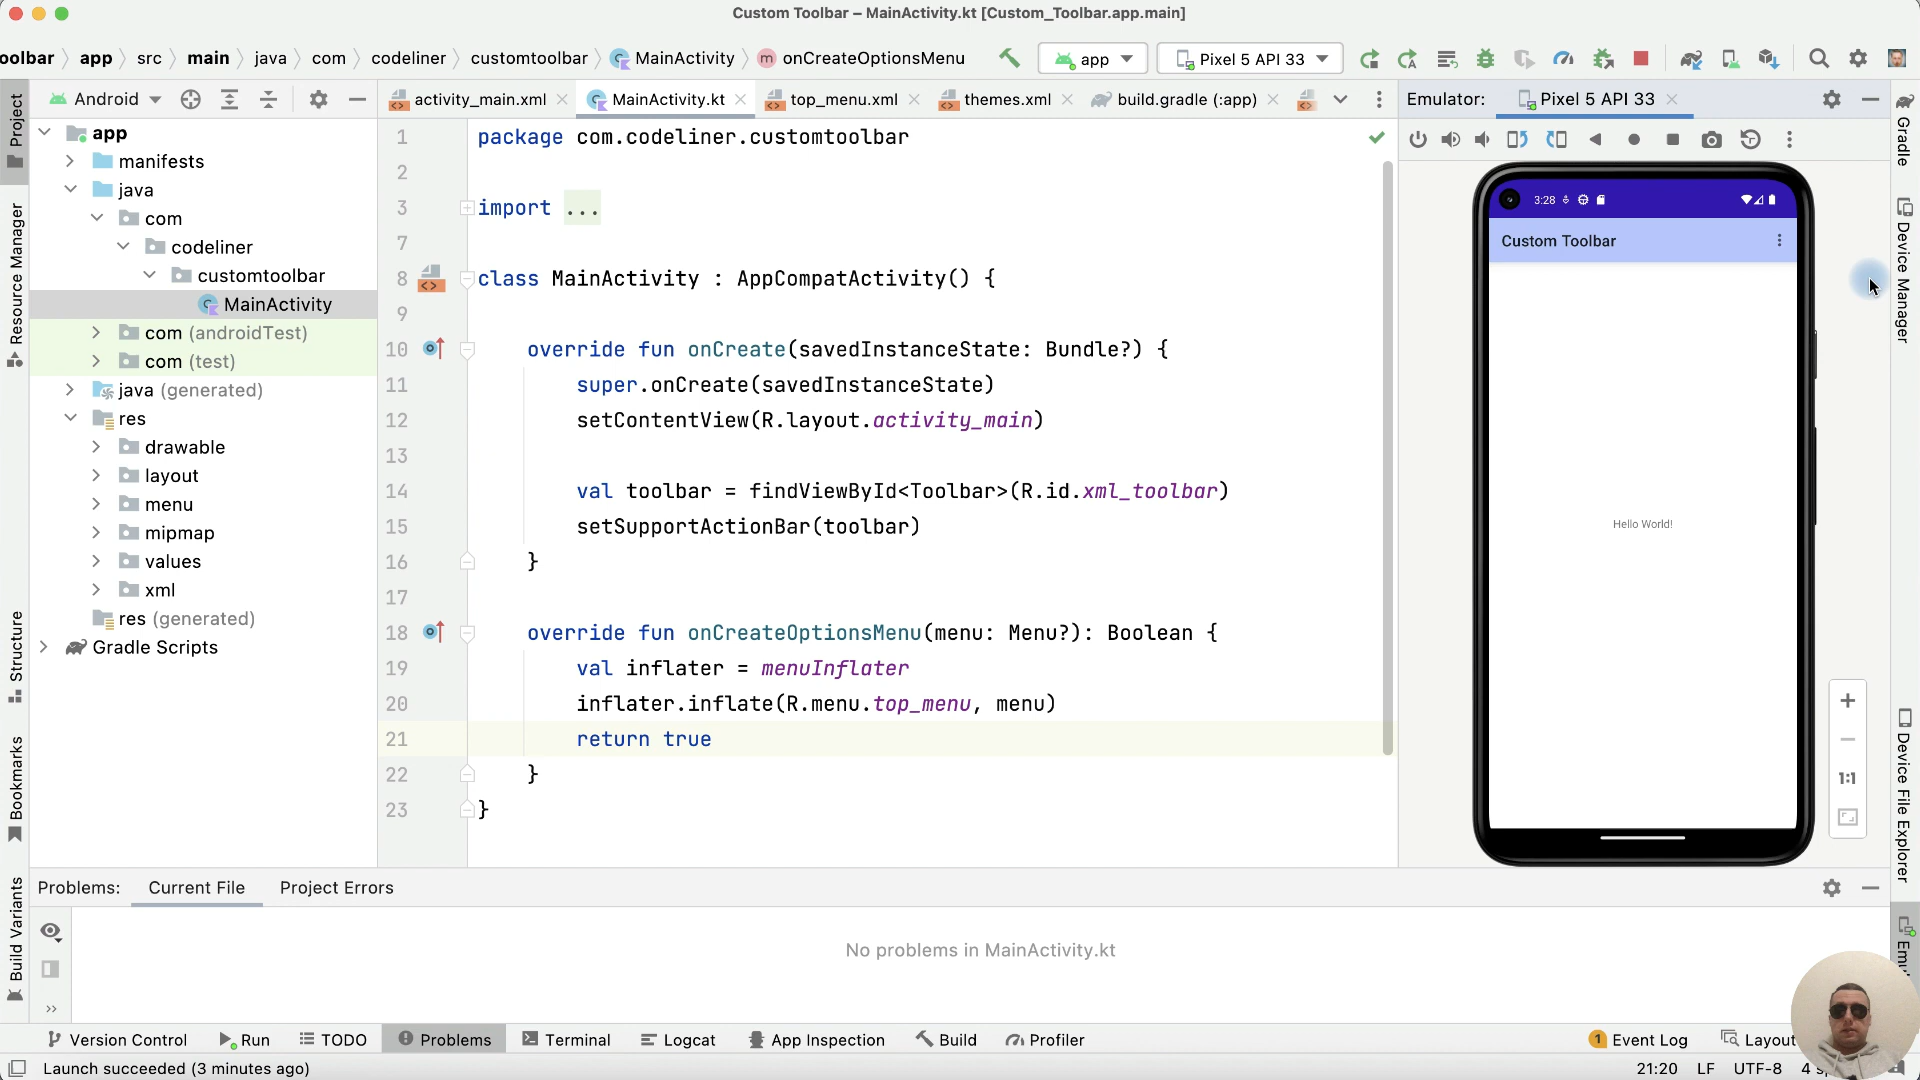 Custom Toolbar – MainActivity.kt [Custom_Toolbar.app.main]
oolbar app src main java com codeliner customtoolbar MainActivity onCreateOptionsMenu app Pixel 5 API 33
Project
Resource Manager
Structure
Bookmarks
Build Variants
Android
app
manifests
java
com
codeliner
customtoolbar
MainActivity
com (androidTest)
com (test)
java (generated)
res
drawable
layout
menu
mipmap
values
xml
res (generated)
Gradle Scripts
activity_main.xml MainActivity.kt top_menu.xml themes.xml build.gradle (:app)
1 package com.codeliner.customtoolbar
2
3 import ...
7
8 class MainActivity : AppCompatActivity() {
9
10 override fun onCreate(savedInstanceState: Bundle?) {
11 super.onCreate(savedInstanceState)
12 setContentView(R.layout.activity_main)
13
14 val toolbar = findViewById<Toolbar>(R.id.xml_toolbar)
15 setSupportActionBar(toolbar)
16 }
17
18 override fun onCreateOptionsMenu(menu: Menu?): Boolean {
19 val inflater = menuInflater
20 inflater.inflate(R.menu.top_menu, menu)
21 return true
22 }
23 }
Emulator: Pixel 5 API 33
3:28
Custom Toolbar
Hello World!
1:1
Gradle
Device Manager
Device File Explorer
Emu
Problems: Current File Project Errors
No problems in MainActivity.kt
Version Control Run TODO Problems Terminal Logcat App Inspection Build Profiler 1 Event Log Layou
Launch succeeded (3 minutes ago) 21:20 LF UTF-8 4